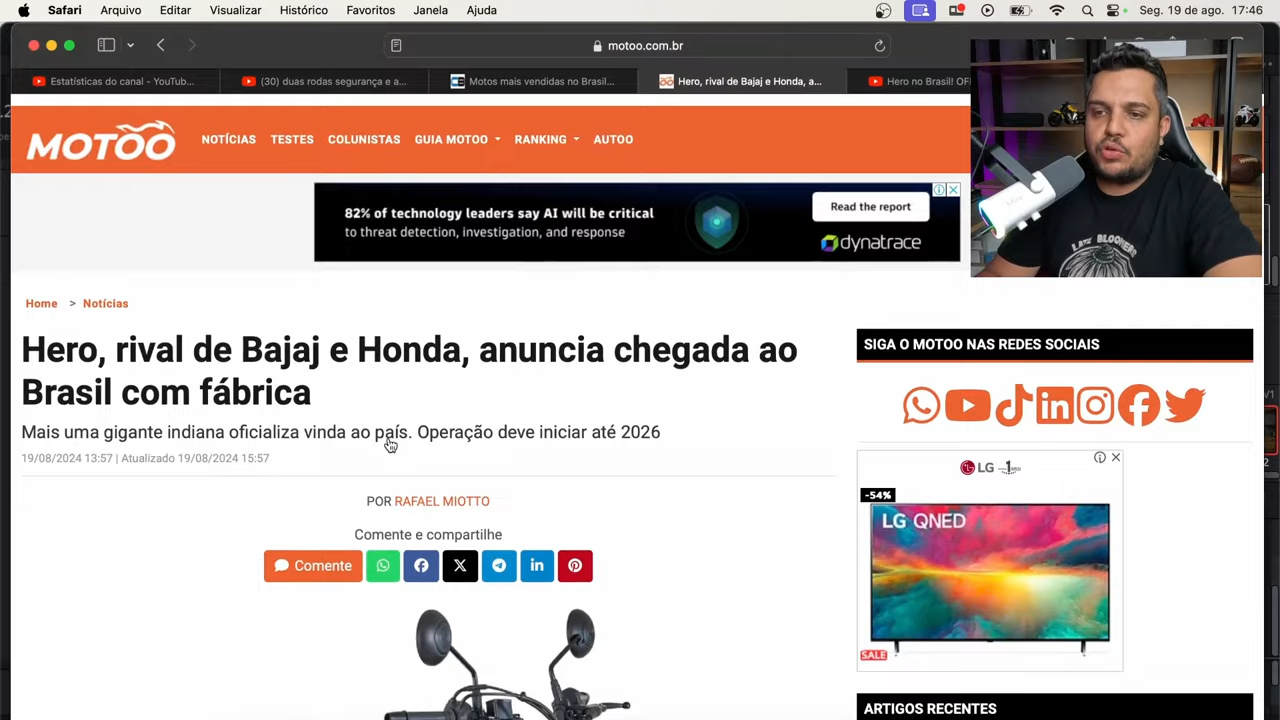 Safari Arquivo Editar Visualizar Histórico Favoritos Janela Ajuda Seg. 19 de ago. 17:46
motoo.com.br
Estatísticas do canal - YouTub... (30) duas rodas segurança e a... Motos mais vendidas no Brasil... Hero, rival de Bajaj e Honda, a... Hero no Brasil! OFI
MOTOO NOTÍCIAS TESTES COLUNISTAS GUIA MOTOO RANKING AUTOO
82% of technology leaders say AI will be critical
to threat detection, investigation, and response
Read the report
dynatrace
LATE BLOOMERS
Home > Notícias
Hero, rival de Bajaj e Honda, anuncia chegada ao
Brasil com fábrica
Mais uma gigante indiana oficializa vinda ao país. Operação deve iniciar até 2026
19/08/2024 13:57 | Atualizado 19/08/2024 15:57
POR RAFAEL MIOTTO
Comente e compartilhe
Comente
SIGA O MOTOO NAS REDES SOCIAIS
LG
-54%
LG QNED
SALE
ARTIGOS RECENTES